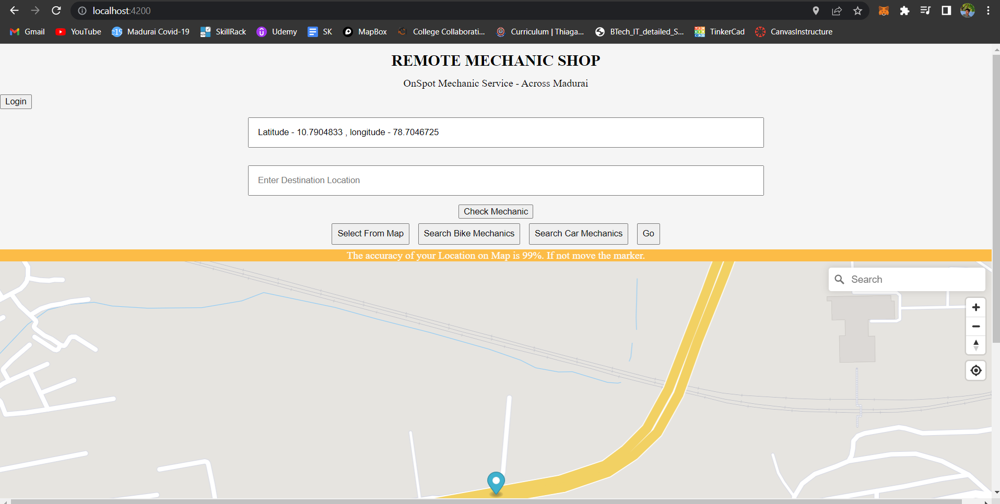 localhost:4200
Gmail YouTube Madurai Covid-19 SkillRack Udemy SK MapBox College Collaborati... Curriculum | Thiaga... BTech_IT_detailed_S... TinkerCad CanvasInstructure
REMOTE MECHANIC SHOP
OnSpot Mechanic Service - Across Madurai
Login
Latitude - 10.7904833 , longitude - 78.7046725
Enter Destination Location
Check Mechanic
Select From Map Search Bike Mechanics Search Car Mechanics Go
The accuracy of your Location on Map is 99%. If not move the marker.
Search